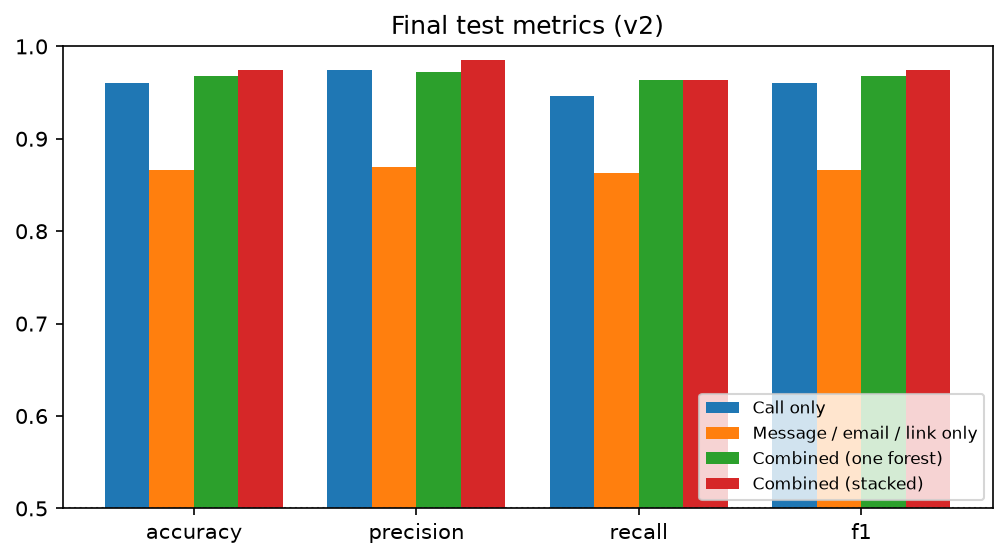 Final test metrics (v2)
1.0
0.9
0.8
0.7
0.6
0.5
Call only
Message / email / link only
Combined (one forest)
Combined (stacked)
accuracy precision recall f1